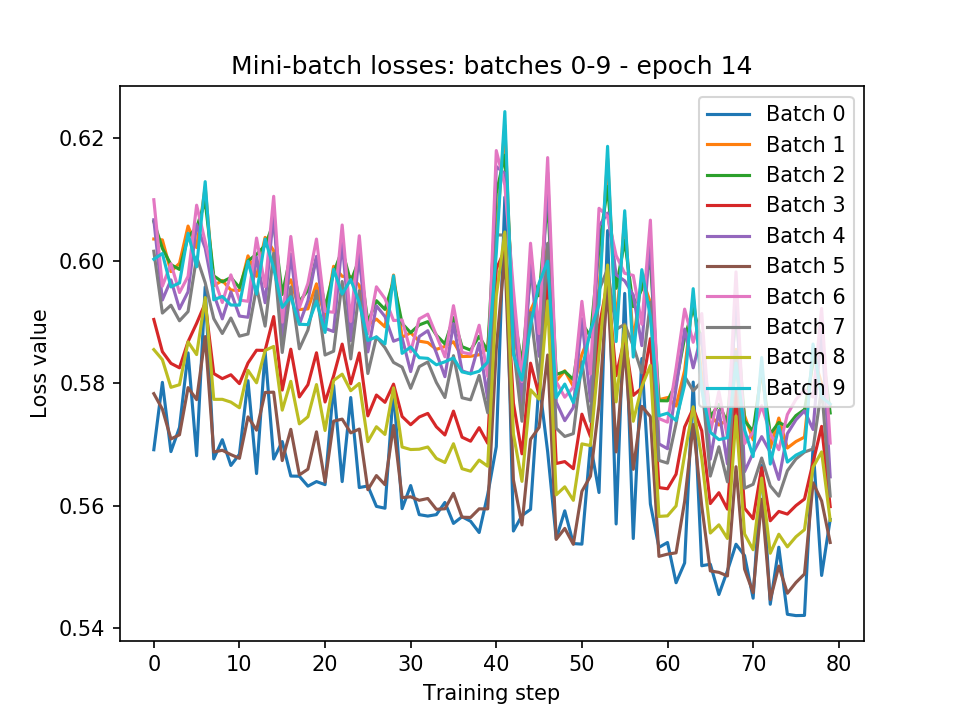 Mini-batch losses: batches 0-9 - epoch 14
Loss value
0.62
0.60
0.58
0.56
0.54
Batch 0
Batch 1
Batch 2
Batch 3
Batch 4
Batch 5
Batch 6
Batch 7
Batch 8
Batch 9
0 10 20 30 40 50 60 70 80
Training step